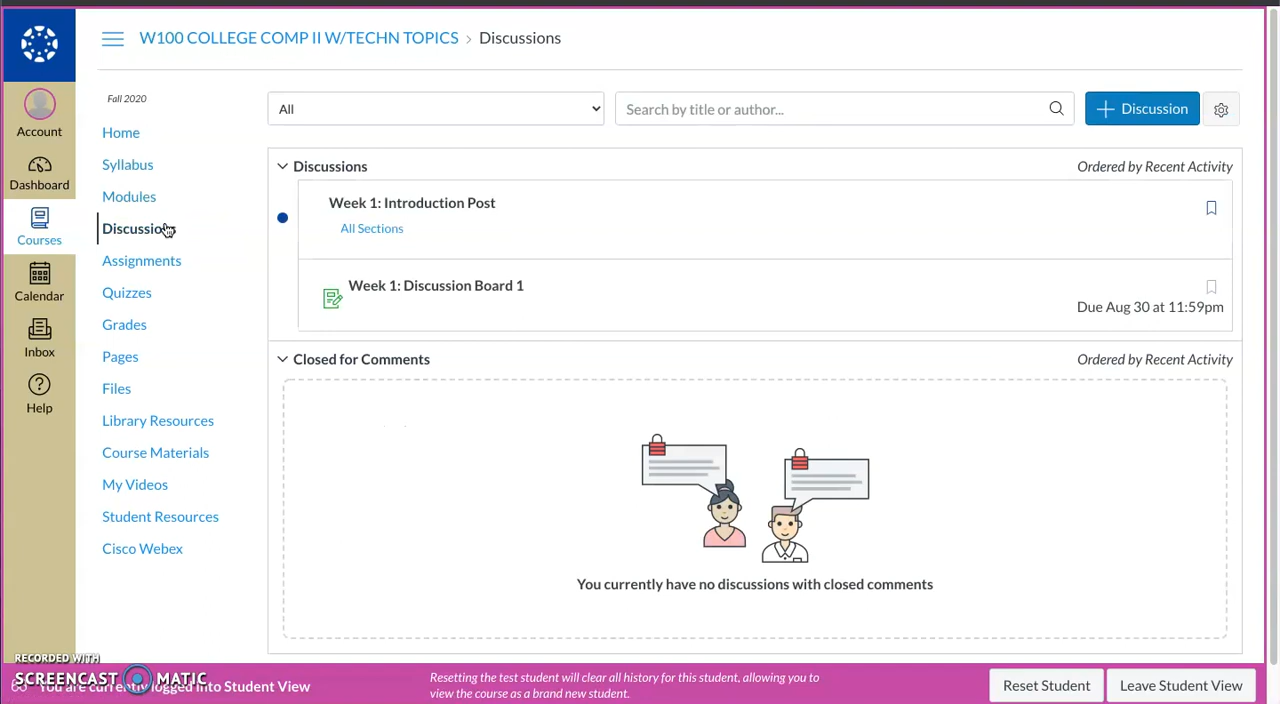 W100 COLLEGE COMP II W/TECHN TOPICS > Discussions
Account
Dashboard
Courses
Calendar
Inbox
Help
Fall 2020
Home
Syllabus
Modules
Discussions
Assignments
Quizzes
Grades
Pages
Files
Library Resources
Course Materials
My Videos
Student Resources
Cisco Webex
All
Search by title or author...
+ Discussion
Discussions
Ordered by Recent Activity
Week 1: Introduction Post
All Sections
Week 1: Discussion Board 1
Due Aug 30 at 11:59pm
Closed for Comments
Ordered by Recent Activity
You currently have no discussions with closed comments
RECORDED WITH
SCREENCAST MATIC
You are currently logged into Student View
Resetting the test student will clear all history for this student, allowing you to
view the course as a brand new student.
Reset Student
Leave Student View